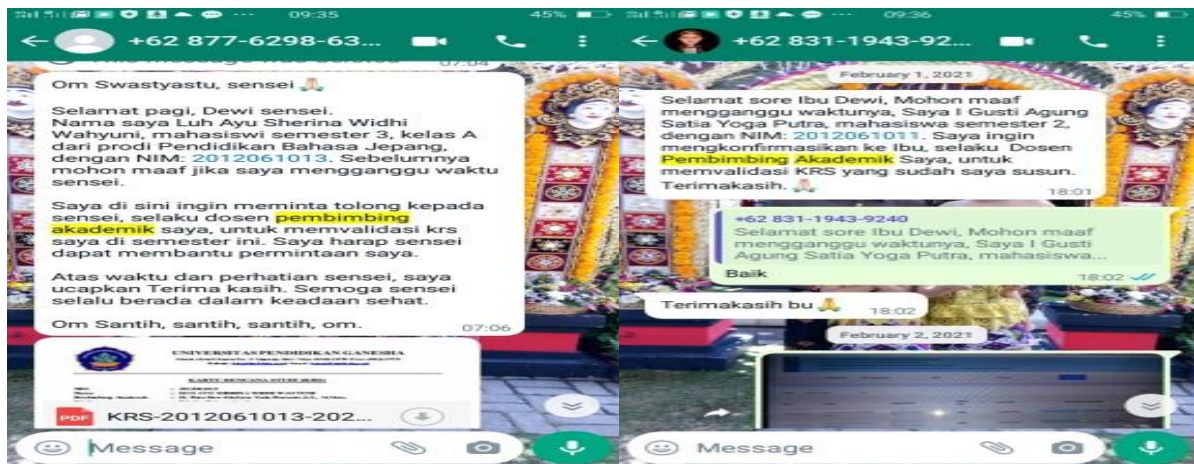 09:35
45%
+62 877-6298-63...
07:04
Om Swastyastu, sensei 🙏
Selamat pagi, Dewi sensei.
Nama saya Luh Ayu Sherina Widhi
Wahyuni, mahasiswi semester 3, kelas A
dari prodi Pendidikan Bahasa Jepang,
dengan NIM: 2012061013. Sebelumnya
mohon maaf jika saya mengganggu waktu
sensei.
Saya di sini ingin meminta tolong kepada
sensei, selaku dosen pembimbing
akademik saya, untuk memvalidasi krs
saya di semester ini. Saya harap sensei
dapat membantu permintaan saya.
Atas waktu dan perhatian sensei, saya
ucapkan Terima kasih. Semoga sensei
selalu berada dalam keadaan sehat.
Om Santih, santih, santih, om.
07:06
UNIVERSITAS PENDIDIKAN GANESHA
KARTU RENCANA STUDI (KRS)
PDF KRS-2012061013-202...
Message
09:36
45%
+62 831-1943-92...
February 1, 2021
Selamat sore Ibu Dewi, Mohon maaf
mengganggu waktunya, Saya I Gusti Agung
Satia Yoga Putra, mahasiswa semester 2,
dengan NIM: 2012061011. Saya ingin
mengkonfirmasikan ke Ibu, selaku Dosen
Pembimbing Akademik Saya, untuk
memvalidasi KRS yang sudah saya susun.
Terimakasih. 🙏
18:01
+62 831-1943-9240
Selamat sore Ibu Dewi, Mohon maaf
mengganggu waktunya, Saya I Gusti
Agung Satia Yoga Putra, mahasiswa...
Baiik
18:02
Terimakasih bu 🙏
18:02
February 2, 2021
Message